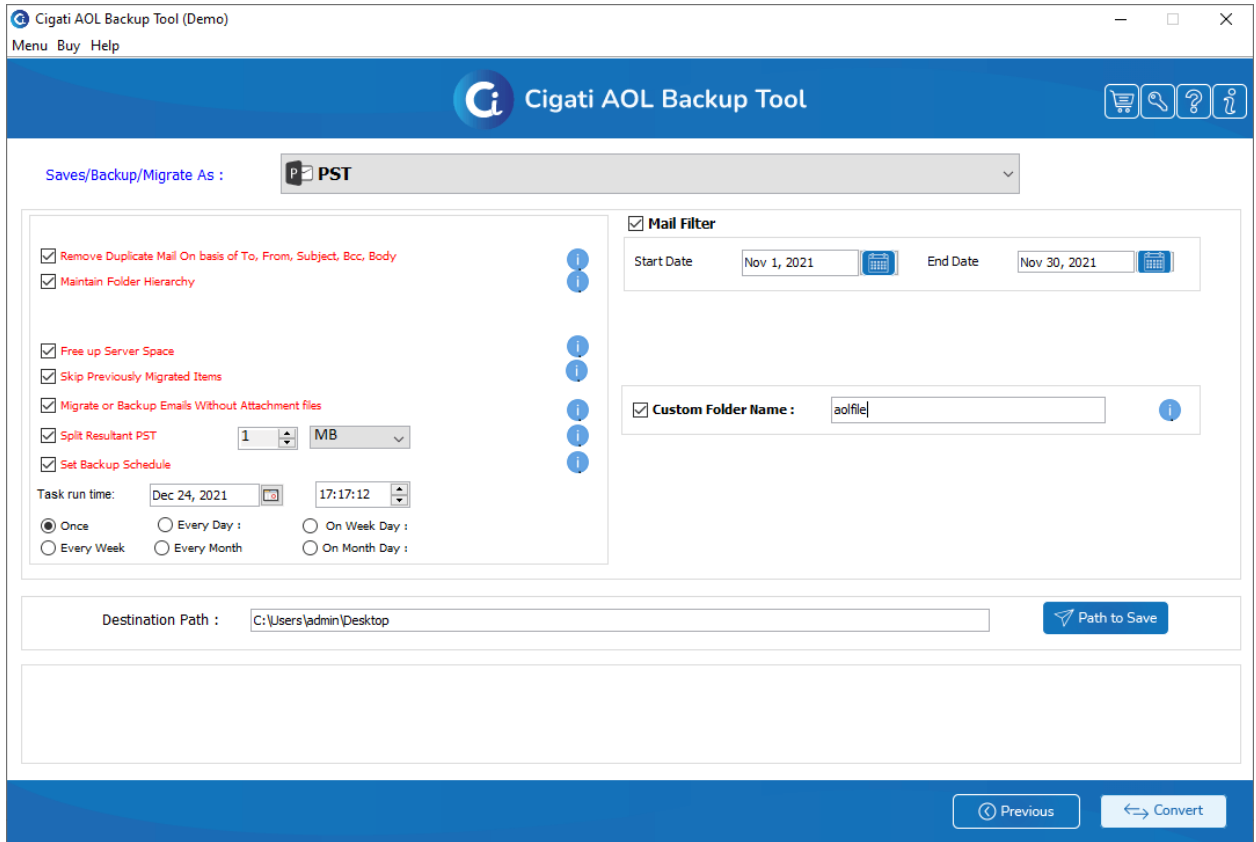 Cigati AOL Backup Tool (Demo)
Menu Buy Help
Ci Cigati AOL Backup Tool
Saves/Backup/Migrate As : PST
Remove Duplicate Mail On basis of To, From, Subject, Bcc, Body
Maintain Folder Hierarchy
Free up Server Space
Skip Previously Migrated Items
Migrate or Backup Emails Without Attachment files
Split Resultant PST 1 MB
Set Backup Schedule
Task run time: Dec 24, 2021 17:17:12
Once Every Day : On Week Day :
Every Week Every Month On Month Day :
Mail Filter
Start Date Nov 1, 2021 End Date Nov 30, 2021
Custom Folder Name : aolfile
Destination Path : C:\Users\admin\Desktop Path to Save
Previous Convert